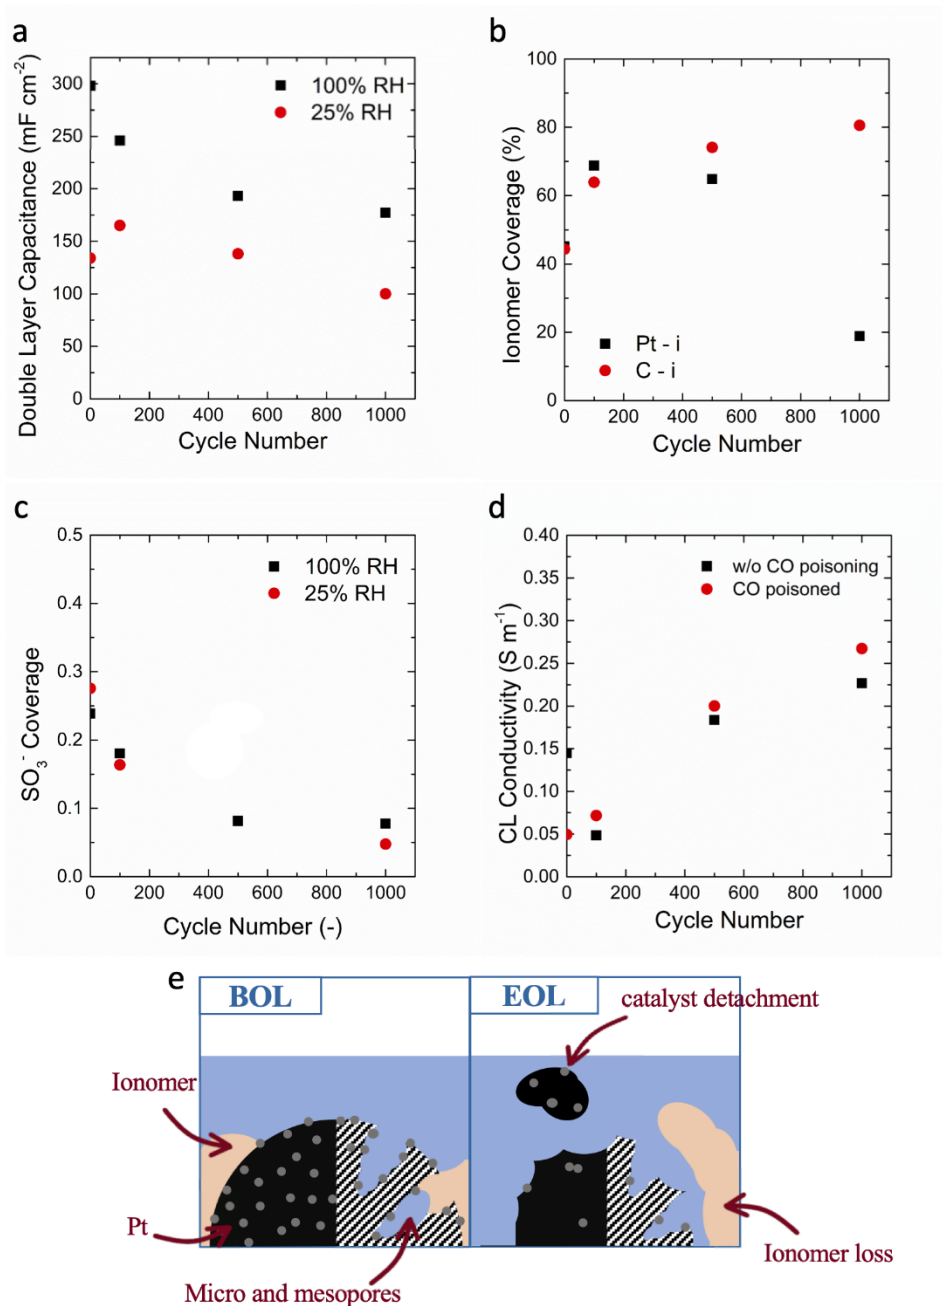 a
Double Layer Capacitance (mF cm⁻²)
300
250
200
150
100
50
0
100% RH
25% RH
0 200 400 600 800 1000
Cycle Number
b
Ionomer Coverage (%)
100
80
60
40
20
0
Pt - i
C - i
0 200 400 600 800 1000
Cycle Number
c
SO₃⁻ Coverage
0.5
0.4
0.3
0.2
0.1
0.0
100% RH
25% RH
0 200 400 600 800 1000
Cycle Number (-)
d
CL Conductivity (S m⁻¹)
0.40
0.35
0.30
0.25
0.20
0.15
0.10
0.05
0.00
w/o CO poisoning
CO poisoned
0 200 400 600 800 1000
Cycle Number
e
BOL
EOL
catalyst detachment
Ionomer
Pt
Micro and mesopores
Ionomer loss